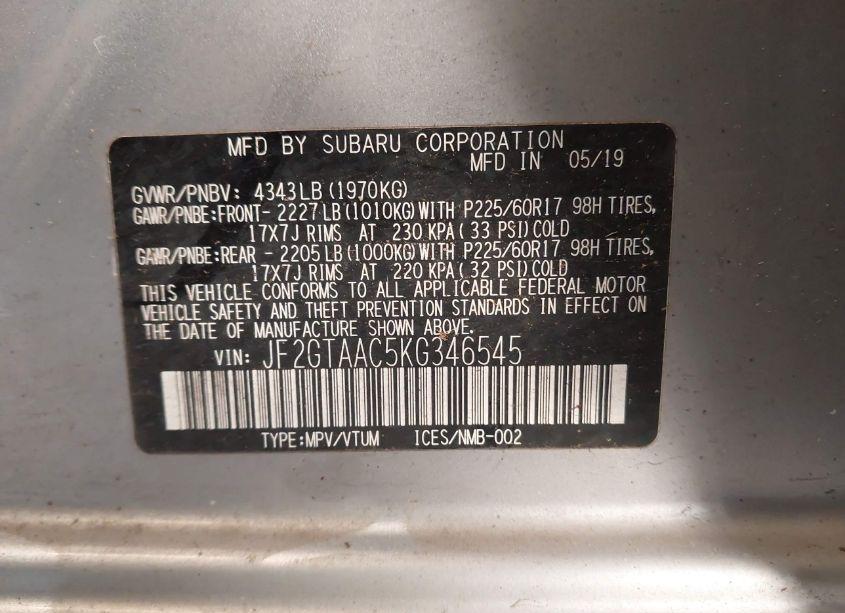 MFD BY SUBARU CORPORATION
MFD IN 05/19
GVWR/PNBV: 4343LB (1970KG)
GAWR/PNBE:FRONT- 2227LB (1010KG) WITH P225/60R17 98H TIRES,
17X7J RIMS AT 230 KPA (33 PSI) COLD
GAWR/PNBE:REAR - 2205LB (1000KG) WITH P225/60R17 98H TIRES,
17X7J RIMS AT 220 KPA (32 PSI) COLD
THIS VEHICLE CONFORMS TO ALL APPLICABLE FEDERAL MOTOR
VEHICLE SAFETY AND THEFT PREVENTION STANDARDS IN EFFECT ON
THE DATE OF MANUFACTURE SHOWN ABOVE.
VIN: JF2GTAAC5KG346545
TYPE:MPV/VTUM ICES/NMB-002